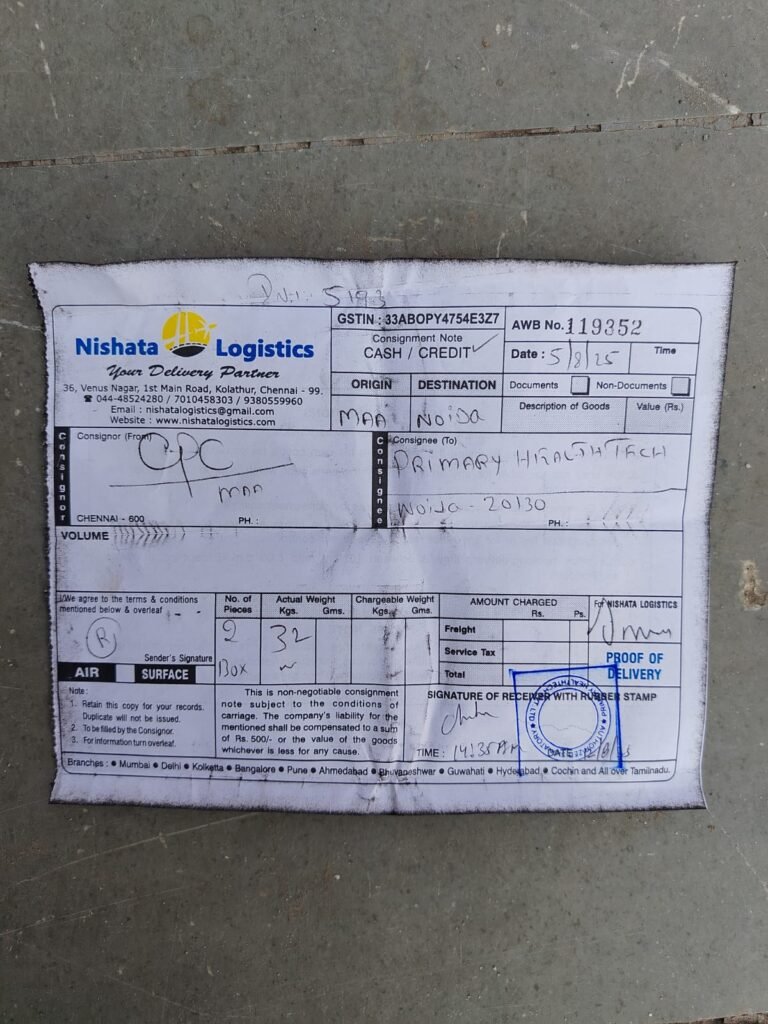 D.N.: 5193
Nishata Logistics
Your Delivery Partner
36, Venus Nagar, 1st Main Road, Kolathur, Chennai - 99.
☎ 044-48524280 / 7010458303 / 9380559960
Email : nishatalogistics@gmail.com
Website : www.nishatalogistics.com
GSTIN : 33ABOPY4754E3Z7
Consignment Note
CASH / CREDIT ✓
AWB No. 119352
Date : 5/8/25
Time
ORIGIN DESTINATION
MAA NOIDA
Documents Non-Documents
Description of Goods Value (Rs.)
Consignor
Consignor (From)
CPC
MAA
CHENNAI - 600 PH. :
Consignee
Consignee (To)
PRIMARY HEALTHTECH
Noida - 20130
PH. :
VOLUME
I/We agree to the terms & conditions
mentioned below & overleaf
R
Sender's Signature
AIR SURFACE
No. of Pieces
2
Box
Actual Weight
Kgs. Gms.
32
Chargeable Weight
Kgs. Gms.
AMOUNT CHARGED
Rs. Ps.
Freight
Service Tax
Total
For NISHATA LOGISTICS
PROOF OF
DELIVERY
Note :
1. Retain this copy for your records.
Duplicate will not be issued.
2. To be filled by the Consignor.
3. For information turn overleaf.
This is non-negotiable consignment
note subject to the conditions of
carriage. The company's liability for the
mentioned shall be compensated to a sum
of Rs. 500/- or the value of the goods
whichever is less for any cause.
SIGNATURE OF RECEIVER WITH RUBBER STAMP
TIME : 14:35 PM DATE
Branches : ● Mumbai ● Delhi ● Kolketta ● Bangalore ● Pune ● Ahmedabad ● Bhuvaneshwar ● Guwahati ● Hyderabad ● Cochin and All over Tamilnadu.